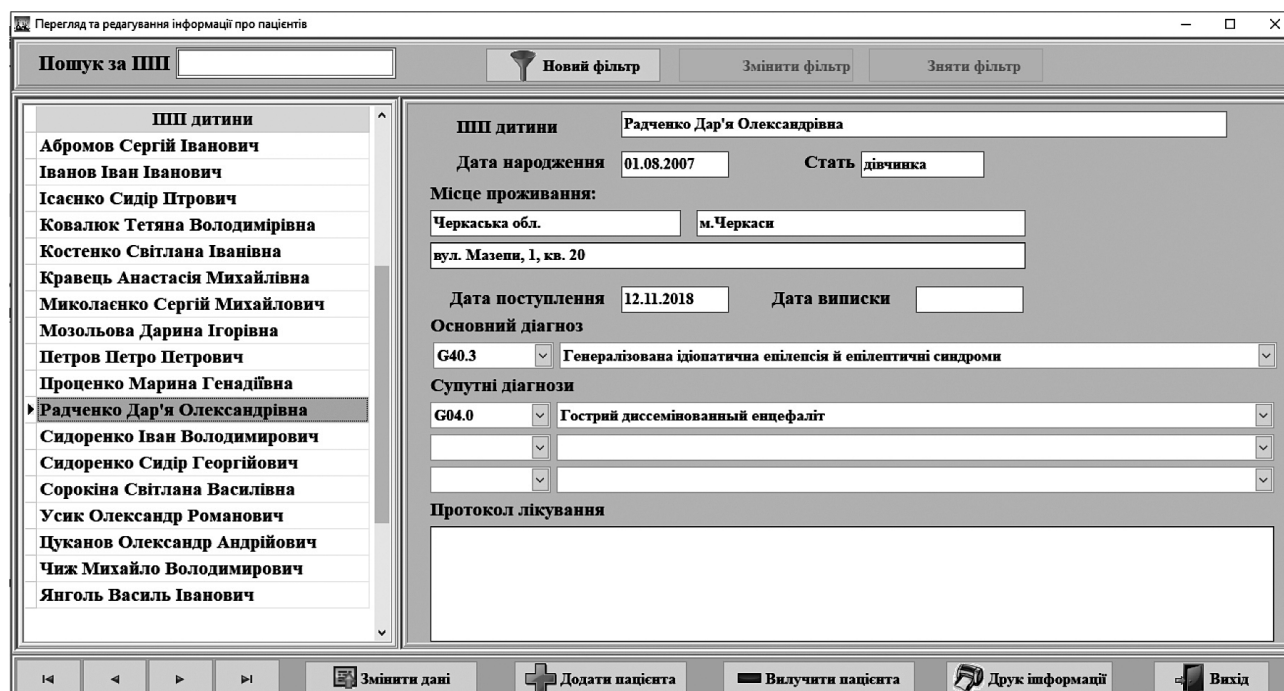 Перегляд та редагування інформації про пацієнтів
Пошук за ПІП
Новий фільтр
Змінити фільтр
Зняти фільтр
ПІП дитини
Абромов Сергій Іванович
Іванов Іван Іванович
Ісаєнко Сидір Птрович
Ковалюк Тетяна Володимірівна
Костенко Світлана Іванівна
Кравець Анастасія Михайлівна
Миколаєнко Сергій Михайлович
Мозольова Дарина Ігорівна
Петров Петро Петрович
Проценко Марина Генадіївна
Радченко Дар'я Олександрівна
Сидоренко Іван Володимирович
Сидоренко Сидір Георгійович
Сорокіна Світлана Василівна
Усик Олександр Романович
Цуканов Олександр Андрійович
Чиж Михайло Володимирович
Янголь Василь Іванович
ПІП дитини Радченко Дар'я Олександрівна
Дата народження 01.08.2007 Стать дівчинка
Місце проживання:
Черкаська обл. м.Черкаси
вул. Мазепи, 1, кв. 20
Дата поступлення 12.11.2018 Дата виписки
Основний діагноз
G40.3 Генералізована ідіопатична епілепсія й епілептичні синдроми
Супутні діагнози
G04.0 Гострий диссемінованный енцефаліт
Протокол лікування
Змінити дані
Додати пацієнта
Вилучити пацієнта
Друк інформації
Вихід